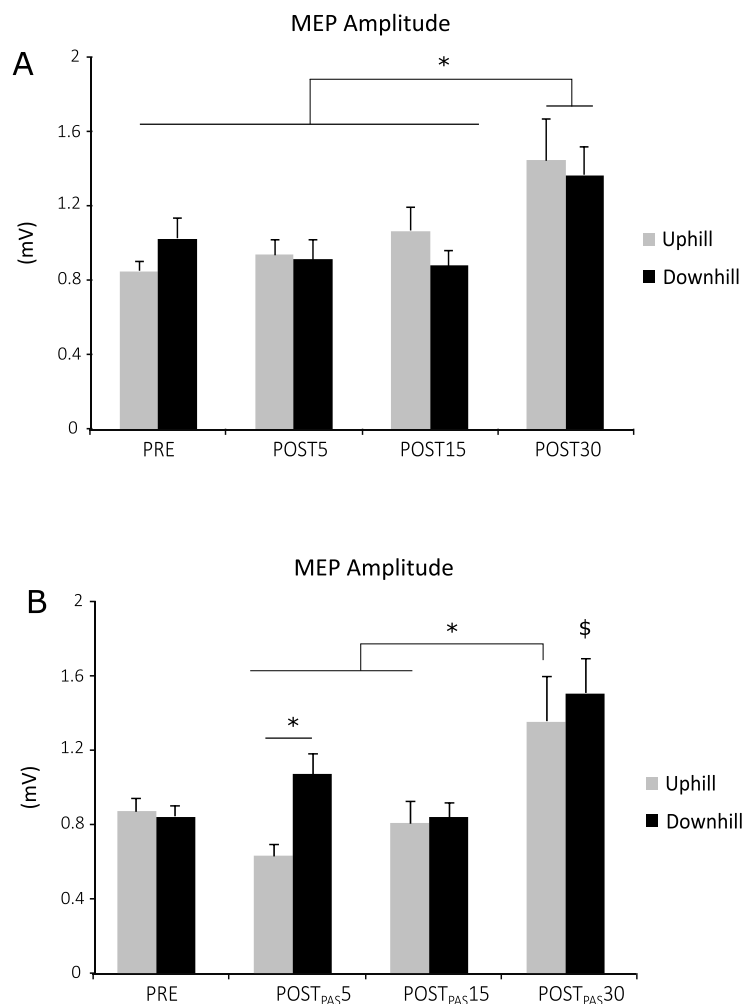 MEP Amplitude
A
2
*
1.6
1.2
(mV)
Uphill
0.8
Downhill
0.4
0
PRE POST5 POST15 POST30
MEP Amplitude
B
2
* $
1.6
*
1.2
(mV)
Uphill
0.8
Downhill
0.4
0
PRE POSTPAS5 POSTPAS15 POSTPAS30